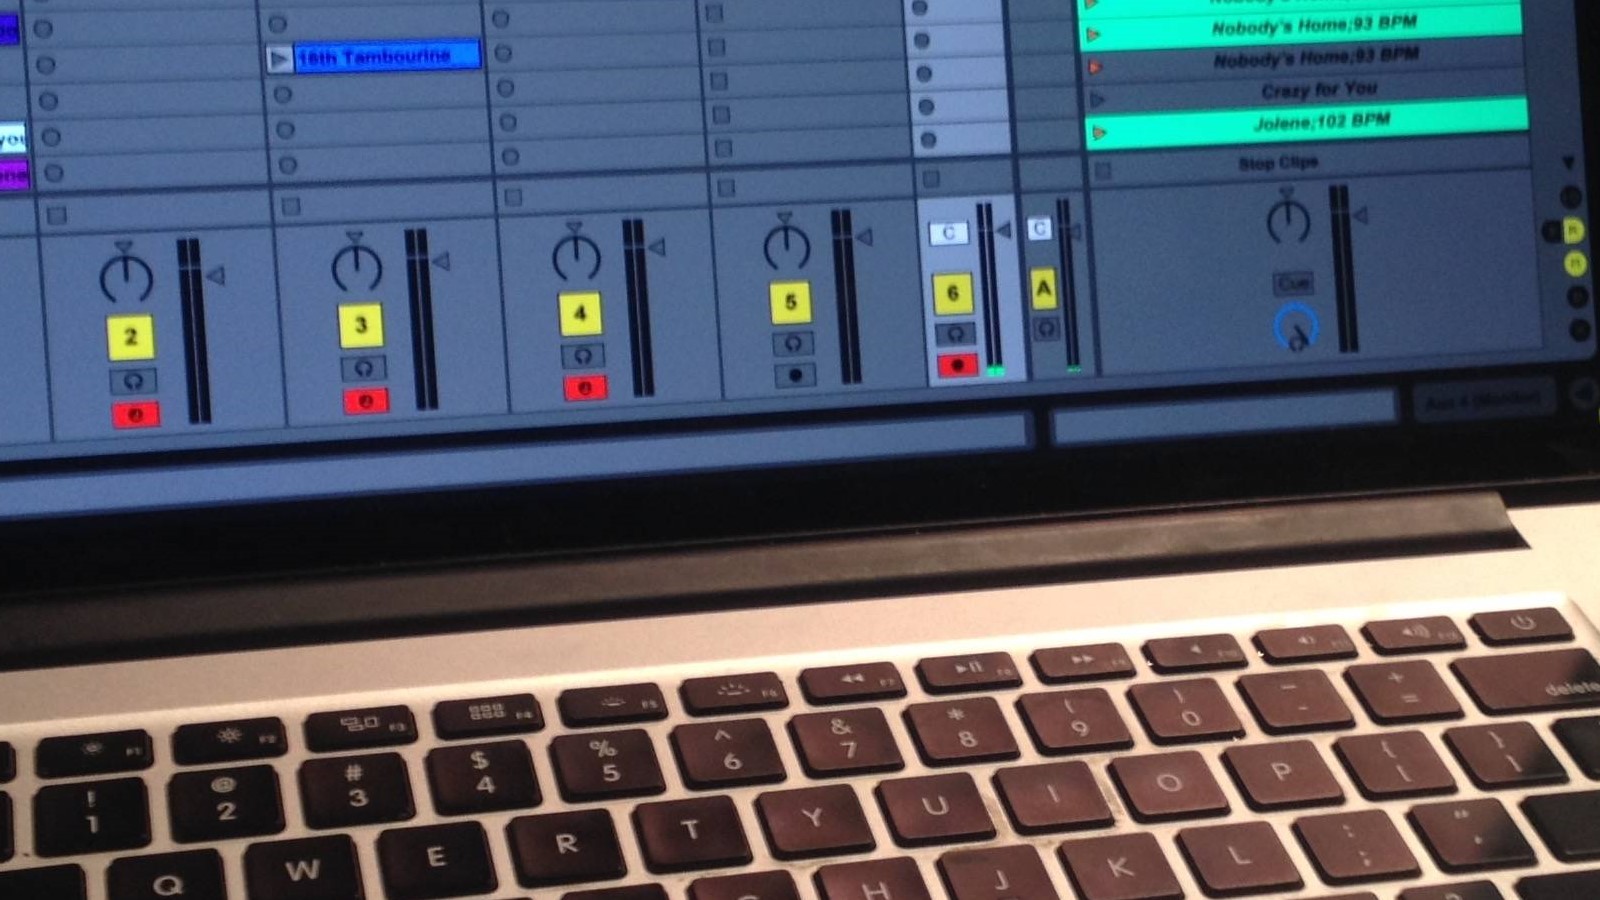 Nobody's Home;93 BPM
16th Tambourine
Nobody's Home;93 BPM
Crazy for You
you
Jolene;102 BPM
Stop Clips
C
C
2
3
4
5
6
A
Cue
F1
F2
F3
F4
F5
F6
F7
F8
F9
F10
F11
F12
! 1
@ 2
# 3
$ 4
% 5
^ 6
& 7
* 8
( 9
) 0
_ -
+ =
delete
Q
W
E
R
T
Y
U
I
O
P
{ [
} ]
H
J
K
L
: ;
" '